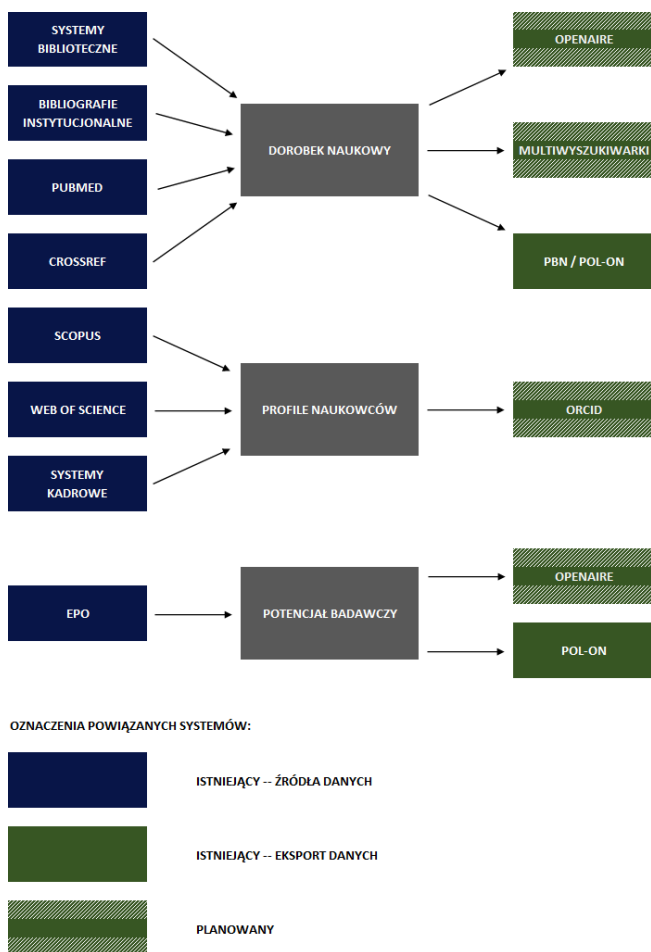 SYSTEMY
BIBLIOTECZNE
BIBLIOGRAFIE
INSTYTUCJONALNE
PUBMED
CROSSREF
DOROBEK NAUKOWY
OPENAIRE
MULTIWYSZUKIWARKI
PBN / POL-ON
SCOPUS
WEB OF SCIENCE
SYSTEMY
KADROWE
PROFILE NAUKOWCÓW
ORCID
EPO
POTENCJAŁ BADAWCZY
OPENAIRE
POL-ON
OZNACZENIA POWIĄZANYCH SYSTEMÓW:
ISTNIEJĄCY -- ŹRÓDŁA DANYCH
ISTNIEJĄCY -- EKSPORT DANYCH
PLANOWANY